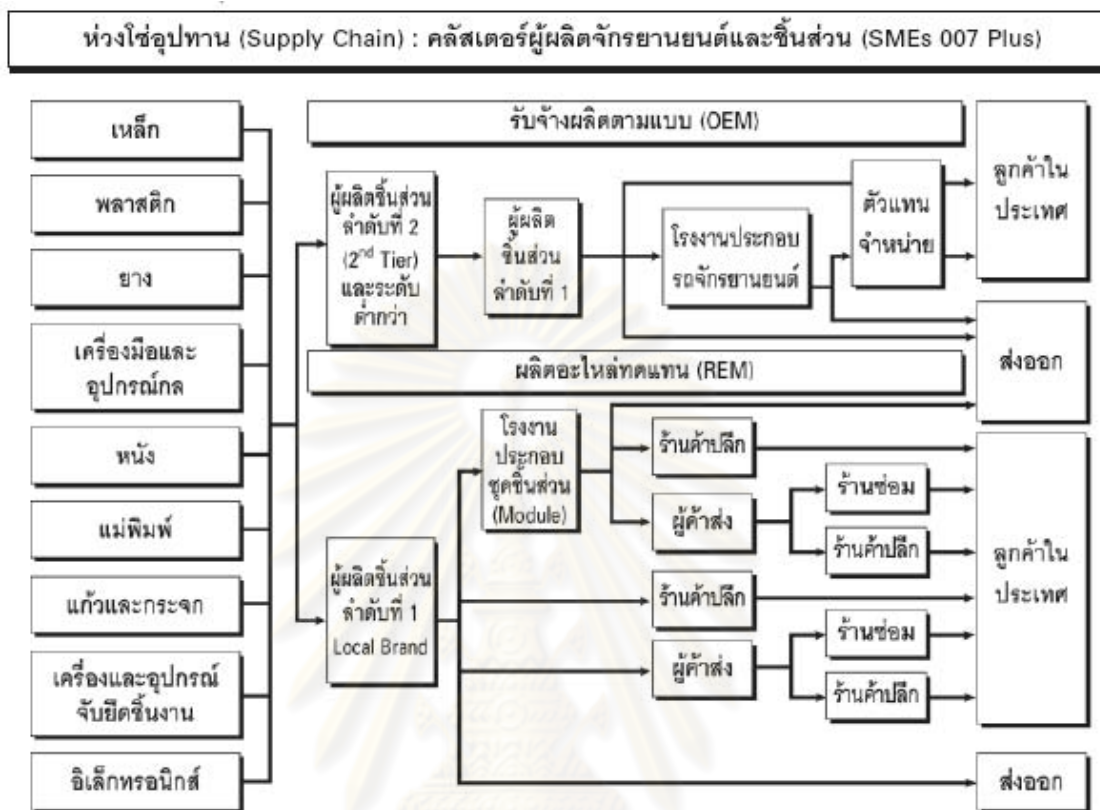 ห่วงโซ่อุปทาน (Supply Chain) : คลัสเตอร์ผู้ผลิตจักรยานยนต์และชิ้นส่วน (SMEs 007 Plus)
เหล็ก
พลาสติก
ยาง
เครื่องมือและ
อุปกรณ์กล
หนัง
แม่พิมพ์
แก้วและกระจก
เครื่องและอุปกรณ์
จับยึดชิ้นงาน
อิเล็กทรอนิกส์
รับจ้างผลิตตามแบบ (OEM)
ผู้ผลิตชิ้นส่วน
ลำดับที่ 2
(2nd Tier)
และระดับ
ต่ำกว่า
ผู้ผลิต
ชิ้นส่วน
ลำดับที่ 1
โรงงานประกอบ
รถจักรยานยนต์
ตัวแทน
จำหน่าย
ลูกค้าใน
ประเทศ
ส่งออก
ผลิตอะไหล่ทดแทน (REM)
โรงงาน
ประกอบ
ชุดชิ้นส่วน
(Module)
ผู้ผลิตชิ้นส่วน
ลำดับที่ 1
Local Brand
ร้านค้าปลีก
ผู้ค้าส่ง
ร้านซ่อม
ร้านค้าปลีก
ร้านค้าปลีก
ผู้ค้าส่ง
ร้านซ่อม
ร้านค้าปลีก
ลูกค้าใน
ประเทศ
ส่งออก